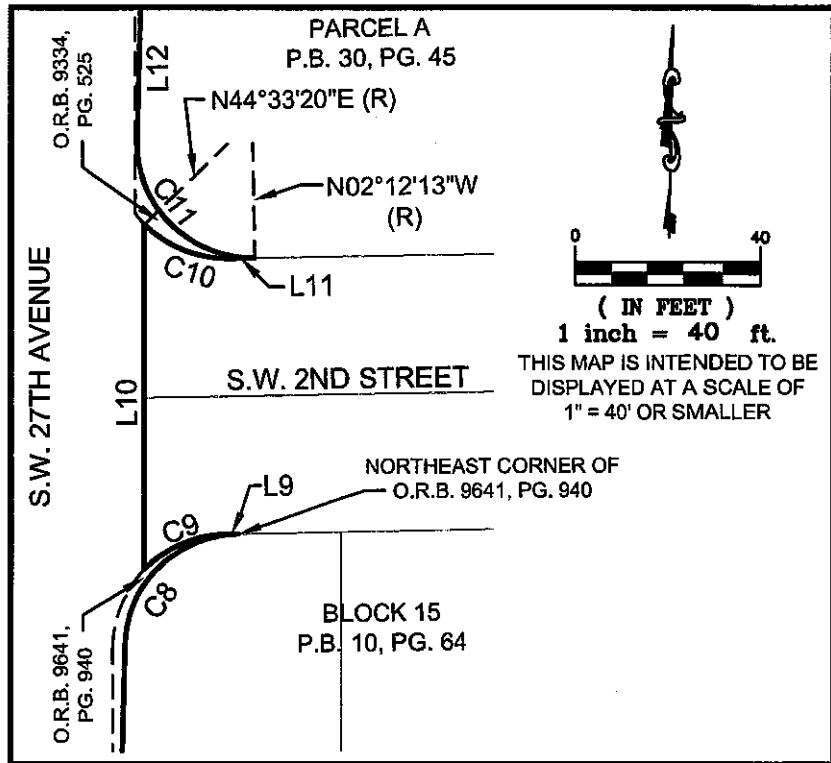 PARCEL A
P.B. 30, PG. 45
L12
O.R.B. 9334,
PG. 525
N44°33'20"E (R)
C11
N02°12'13"W
(R)
C10
L11
0
40
( IN FEET )
1 inch = 40 ft.
THIS MAP IS INTENDED TO BE
DISPLAYED AT A SCALE OF
1" = 40' OR SMALLER
S.W. 27TH AVENUE
L10
S.W. 2ND STREET
NORTHEAST CORNER OF
O.R.B. 9641, PG. 940
L9
C9
C8
BLOCK 15
P.B. 10, PG. 64
O.R.B. 9641,
PG. 940